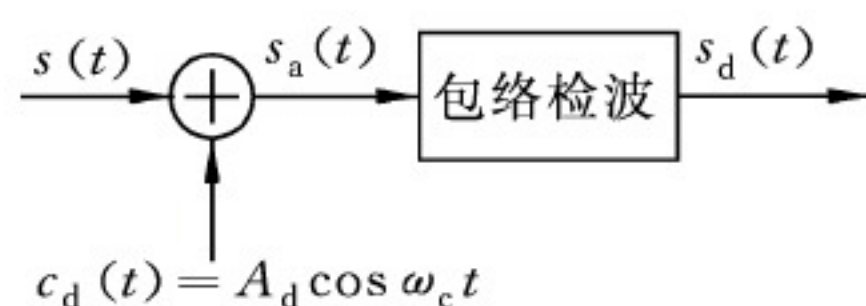 s(t)
s_a(t)
包络检波
s_d(t)
c_d(t) = A_d cos ω_c t